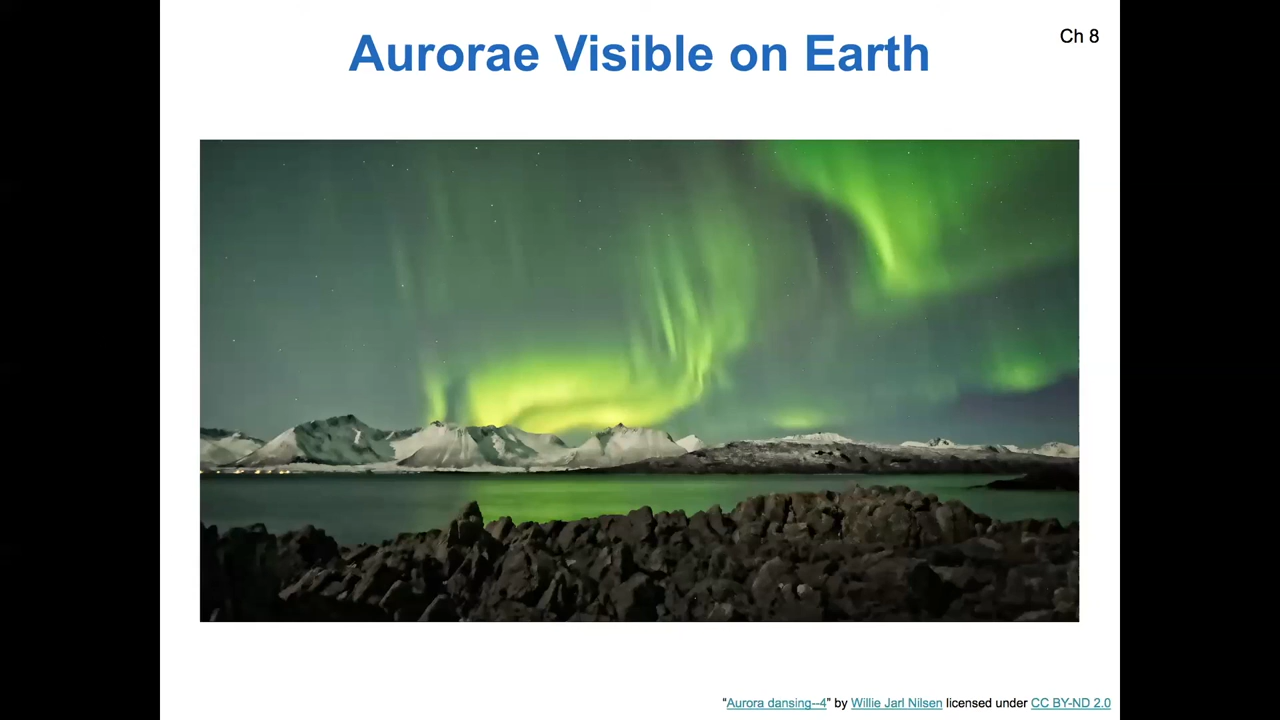 Aurorae Visible on Earth
Ch 8
"Aurora dansing--4" by Willie Jarl Nilsen licensed under CC BY-ND 2.0